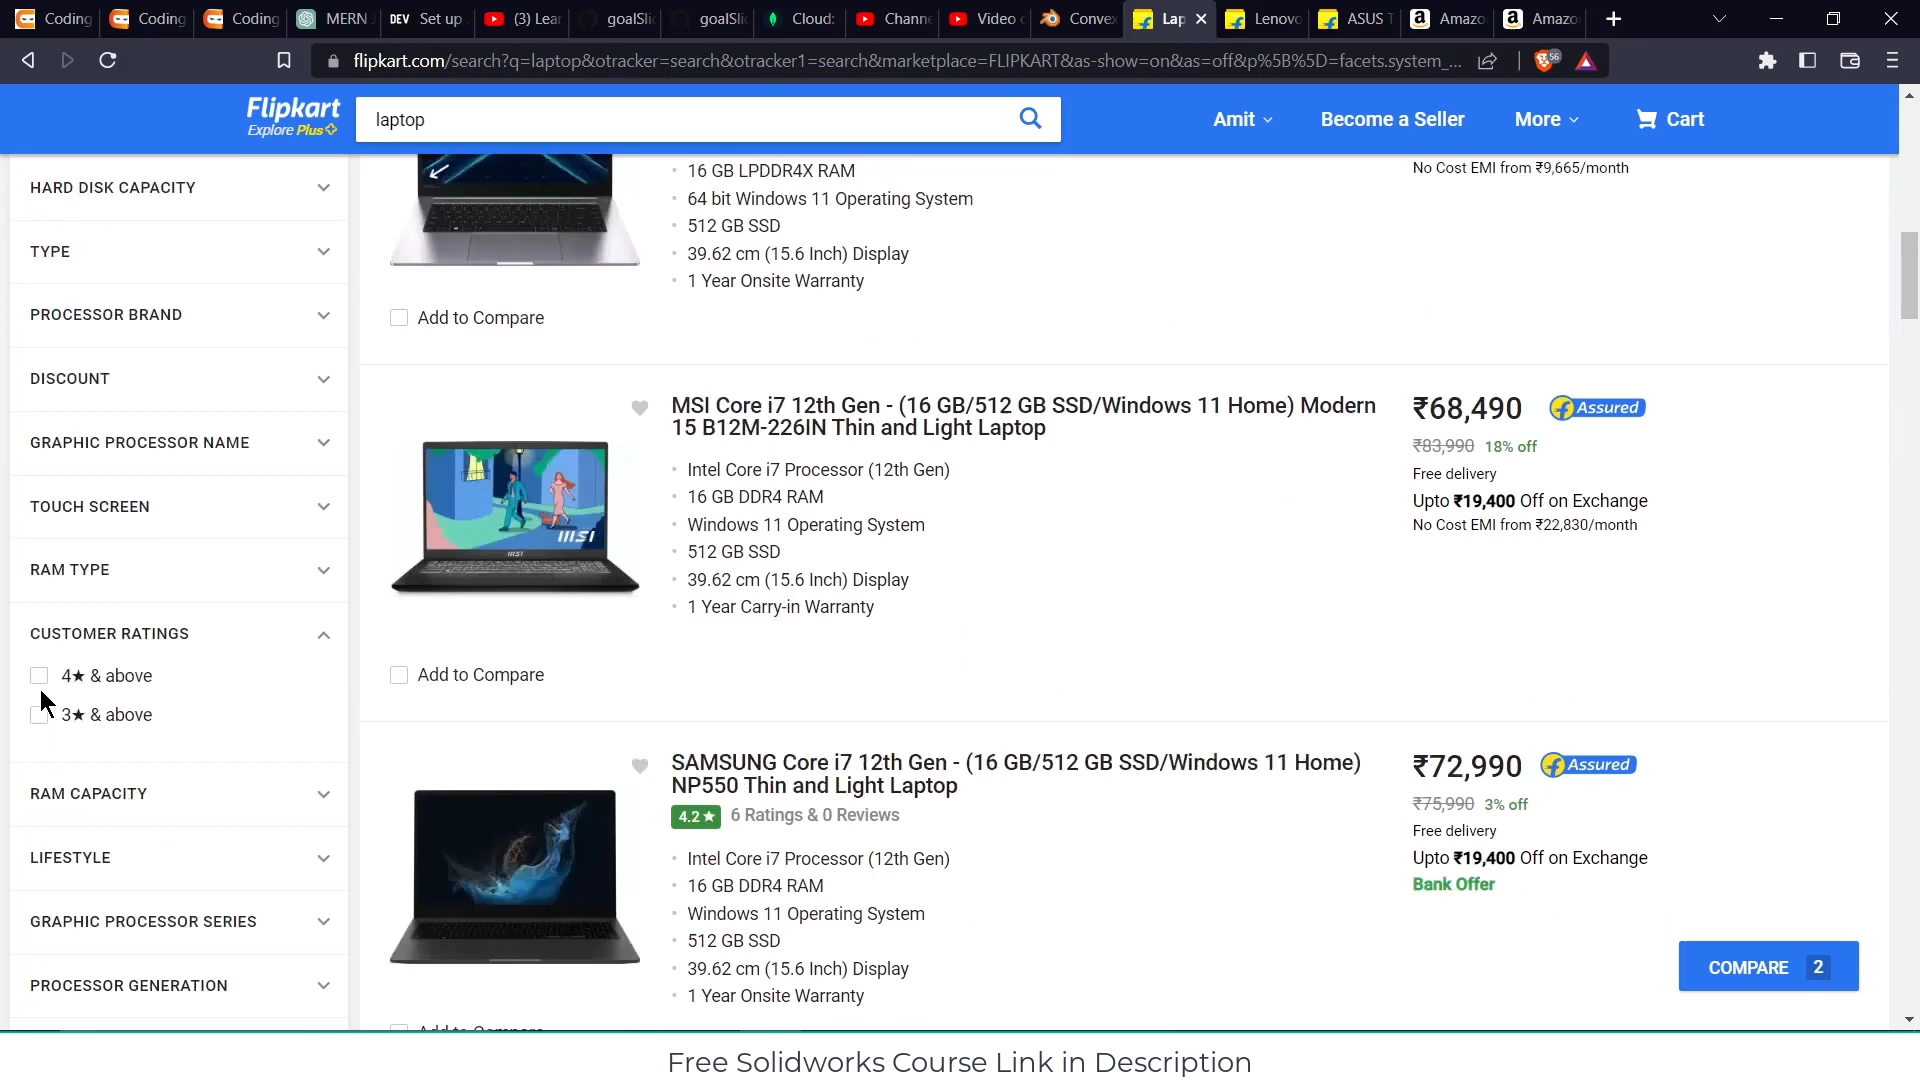 Coding
Coding
Coding
MERN
DEV Set up
(3) Lear
goalSli
goalSli
Cloud:
Channe
Video
Conve
Lap
Lenovo
ASUS T
Amazo
Amazo
flipkart.com/search?q=laptop&otracker=search&otracker1=search&marketplace=FLIPKART&as-show=on&as=off&p%5B%5D=facets.system_...
56
Flipkart
Explore Plus
laptop
Amit
Become a Seller
More
Cart
HARD DISK CAPACITY
TYPE
PROCESSOR BRAND
DISCOUNT
GRAPHIC PROCESSOR NAME
TOUCH SCREEN
RAM TYPE
CUSTOMER RATINGS
4★ & above
3★ & above
RAM CAPACITY
LIFESTYLE
GRAPHIC PROCESSOR SERIES
PROCESSOR GENERATION
16 GB LPDDR4X RAM
64 bit Windows 11 Operating System
512 GB SSD
39.62 cm (15.6 Inch) Display
1 Year Onsite Warranty
No Cost EMI from ₹9,665/month
Add to Compare
MSI Core i7 12th Gen - (16 GB/512 GB SSD/Windows 11 Home) Modern
15 B12M-226IN Thin and Light Laptop
Intel Core i7 Processor (12th Gen)
16 GB DDR4 RAM
Windows 11 Operating System
512 GB SSD
39.62 cm (15.6 Inch) Display
1 Year Carry-in Warranty
₹68,490 Assured
₹83,990 18% off
Free delivery
Upto ₹19,400 Off on Exchange
No Cost EMI from ₹22,830/month
msi
Add to Compare
SAMSUNG Core i7 12th Gen - (16 GB/512 GB SSD/Windows 11 Home)
NP550 Thin and Light Laptop
4.2★ 6 Ratings & 0 Reviews
Intel Core i7 Processor (12th Gen)
16 GB DDR4 RAM
Windows 11 Operating System
512 GB SSD
39.62 cm (15.6 Inch) Display
1 Year Onsite Warranty
₹72,990 Assured
₹75,990 3% off
Free delivery
Upto ₹19,400 Off on Exchange
Bank Offer
COMPARE 2
Add to Compare
Free Solidworks Course Link in Description